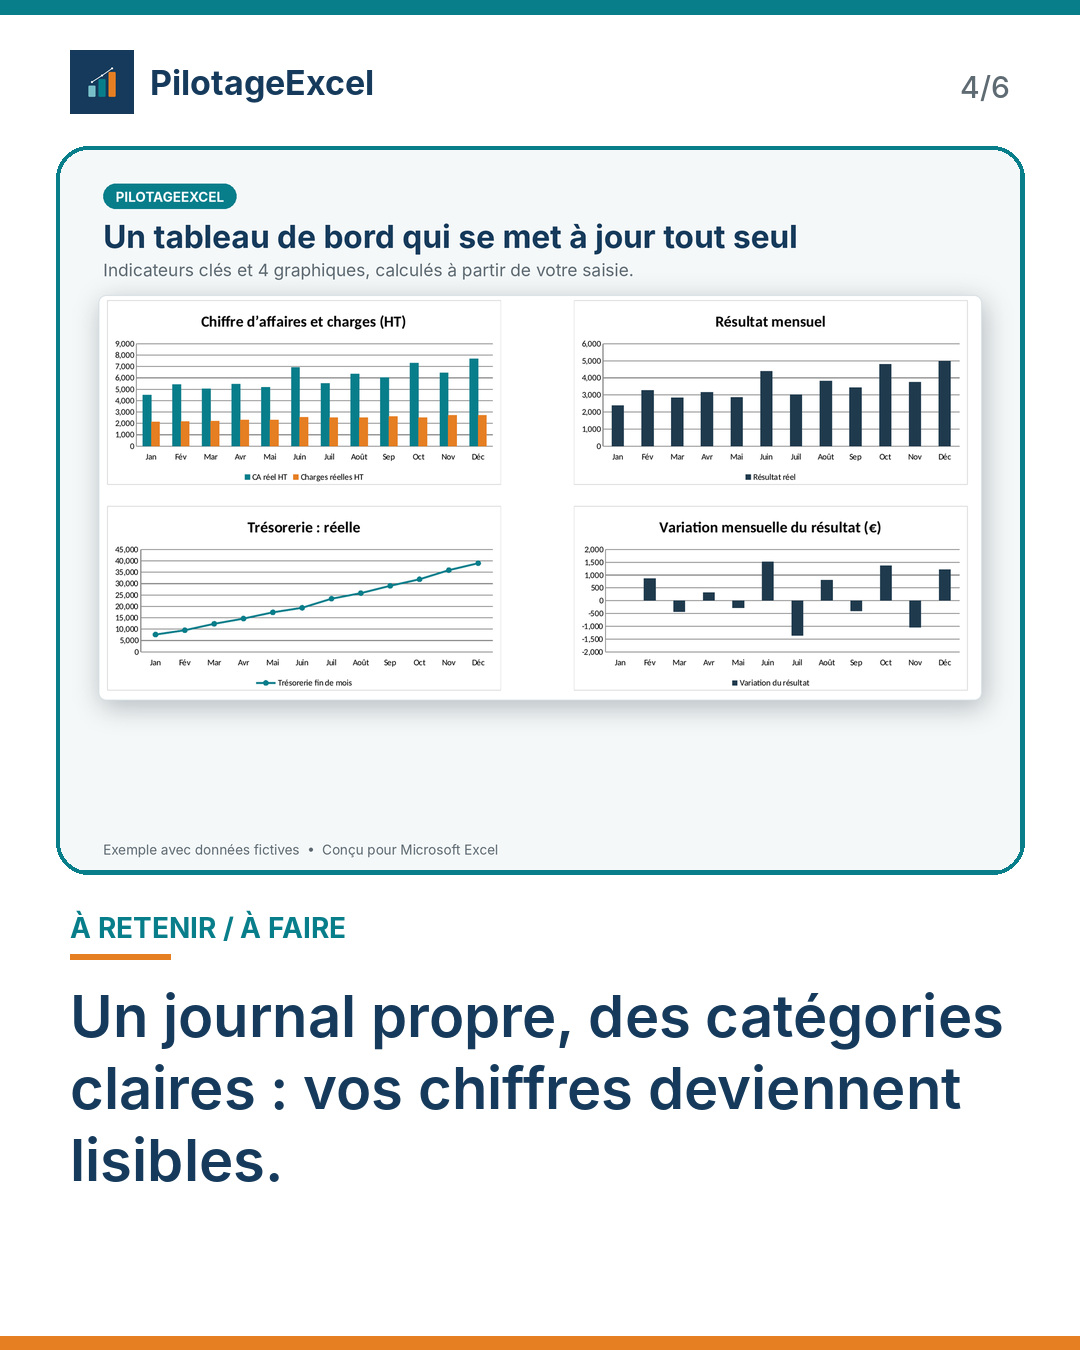 PilotageExcel
4/6
PILOTAGEEXCEL
Un tableau de bord qui se met à jour tout seul
Indicateurs clés et 4 graphiques, calculés à partir de votre saisie.
Chiffre d’affaires et charges (HT)
9,000
8,000
7,000
6,000
5,000
4,000
3,000
2,000
1,000
0
Jan Fév Mar Avr Mai Juin Juil Août Sep Oct Nov Déc
CA réel HT Charges réelles HT
Résultat mensuel
6,000
5,000
4,000
3,000
2,000
1,000
0
Jan Fév Mar Avr Mai Juin Juil Août Sep Oct Nov Déc
Résultat réel
Trésorerie : réelle
45,000
40,000
35,000
30,000
25,000
20,000
15,000
10,000
5,000
0
Jan Fév Mar Avr Mai Juin Juil Août Sep Oct Nov Déc
Trésorerie fin de mois
Variation mensuelle du résultat (€)
2,000
1,500
1,000
500
0
-500
-1,000
-1,500
-2,000
Jan Fév Mar Avr Mai Juin Juil Août Sep Oct Nov Déc
Variation du résultat
Exemple avec données fictives • Conçu pour Microsoft Excel
À RETENIR / À FAIRE
Un journal propre, des catégories
claires : vos chiffres deviennent
lisibles.